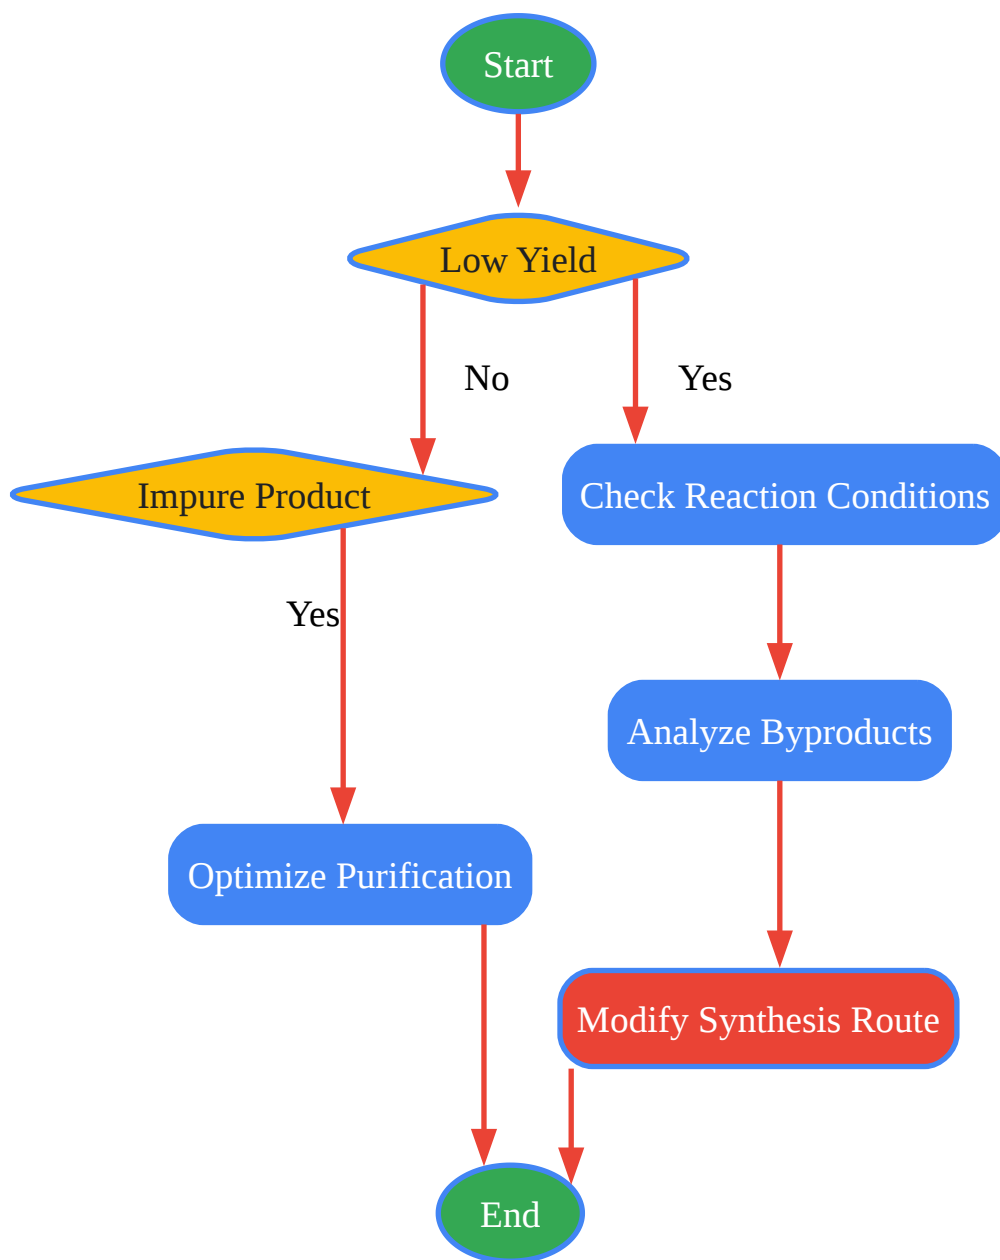 Start
Low Yield
No
Yes
Impure Product
Check Reaction Conditions
Yes
Analyze Byproducts
Optimize Purification
Modify Synthesis Route
End